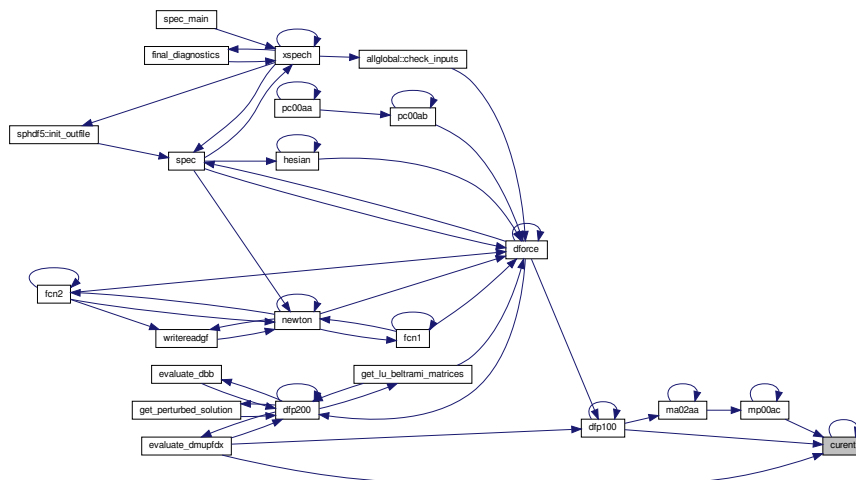 spec_main
final_diagnostics
xspech
allglobal::check_inputs
pc00aa
pc00ab
sphdf5::init_outfile
spec
hesian
dforce
fcn2
newton
writereadgf
fcn1
evaluate_dbb
get_lu_beltrami_matrices
get_perturbed_solution
dfp200
ma02aa
mp00ac
dfp100
evaluate_dmupfdx
curent